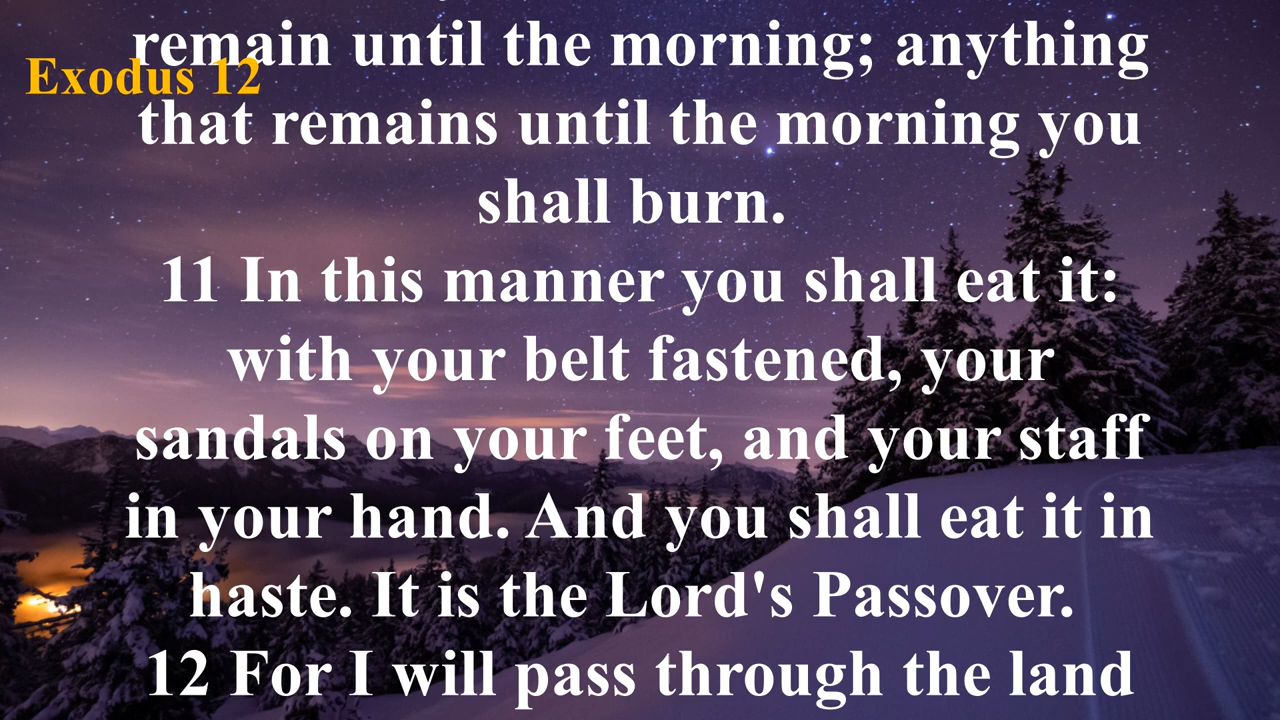 remain until the morning; anything
Exodus 12
that remains until the morning you
shall burn.
11 In this manner you shall eat it:
with your belt fastened, your
sandals on your feet, and your staff
in your hand. And you shall eat it in
haste. It is the Lord's Passover.
12 For I will pass through the land